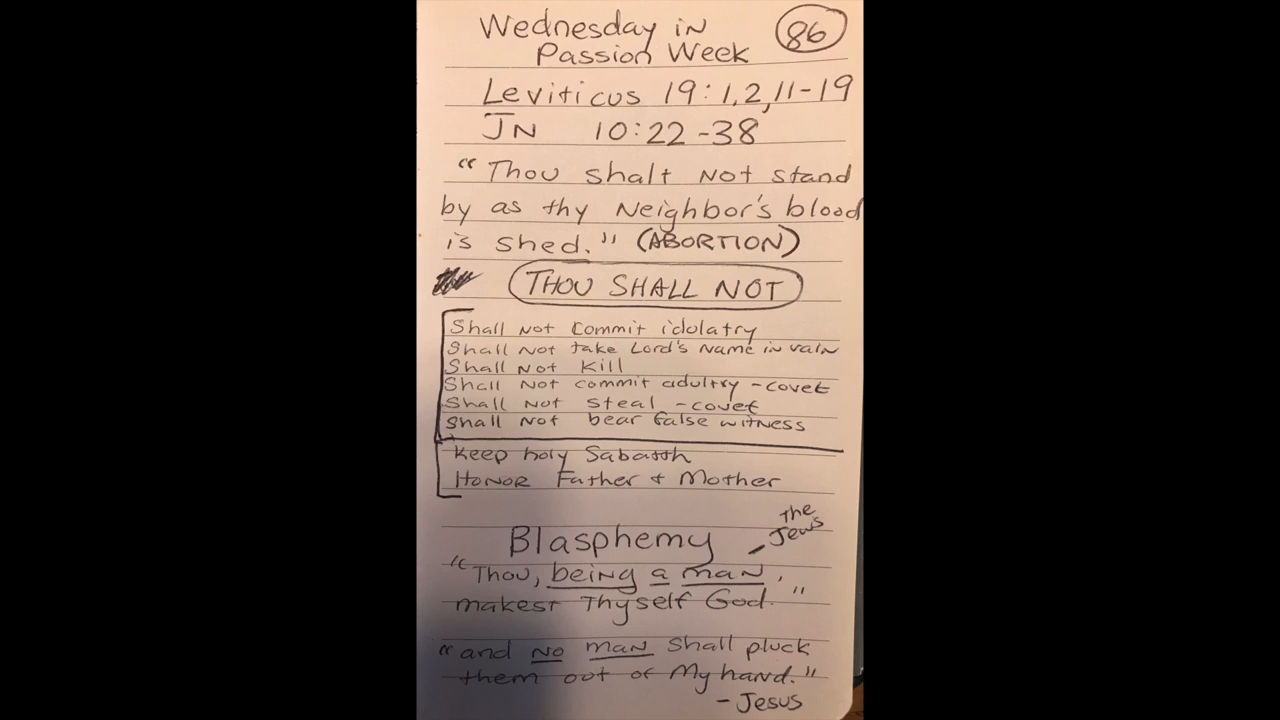 Wednesday in 86
Passion Week
Leviticus 19:1,2,11-19
JN 10:22-38
"Thou shalt Not stand
by as thy Neighbor's blood
is shed." (ABORTION)
THOU SHALL NOT
Shall not commit idolatry
Shall not take Lord's Name in vain
Shall Not Kill
Shall Not commit adultry - covet
Shall Not steal - covet
Shall Not bear false witness
Keep holy Sabatth
HONOR Father + Mother
The
Blasphemy - Jews
"Thou, being a man,
makest Thyself God."
"and no man shall pluck
them out of My hand."
- Jesus